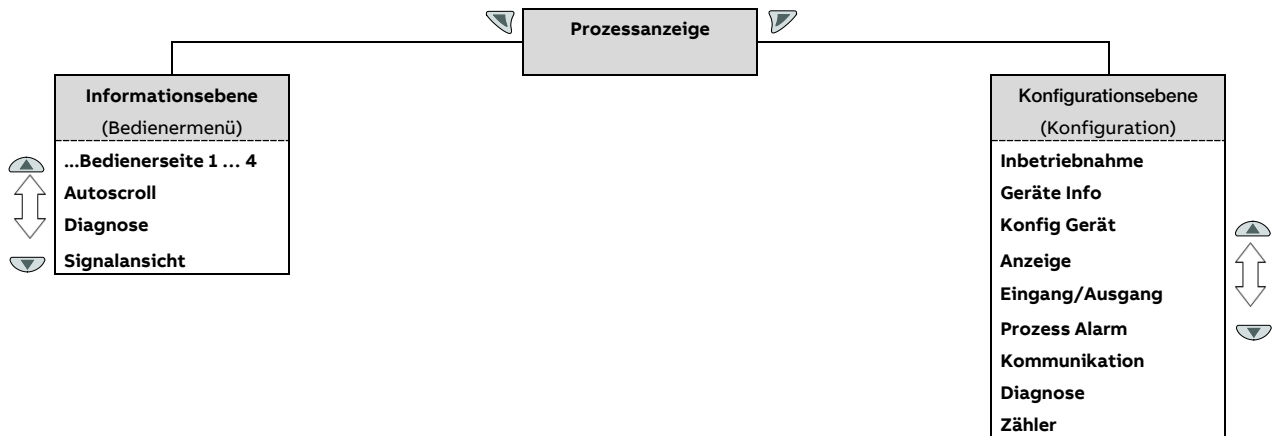 Prozessanzeige
Informationsebene
(Bedienermenü)
...Bedienerseite 1 … 4
Autoscroll
Diagnose
Signalansicht
Konfigurationsebene
(Konfiguration)
Inbetriebnahme
Geräte Info
Konfig Gerät
Anzeige
Eingang/Ausgang
Prozess Alarm
Kommunikation
Diagnose
Zähler